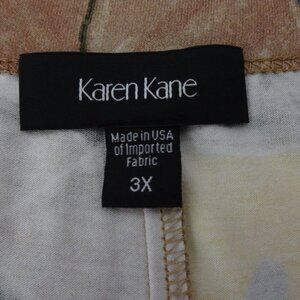 Karen Kane
Made in USA
of Imported
Fabric
3X